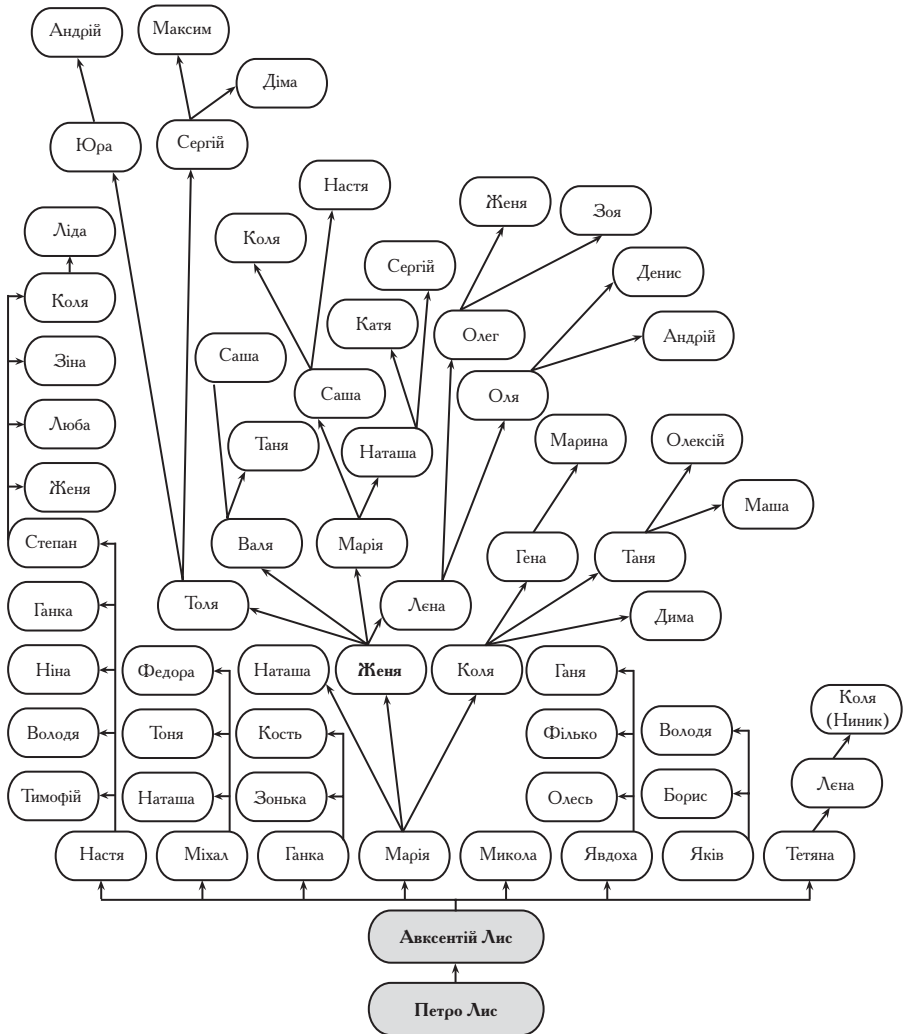 Андрій
Максим
Діма
Юра
Сергій
Настя
Женя
Зоя
Ліда
Коля
Сергій
Денис
Коля
Катя
Олег
Андрій
Зіна
Саша
Саша
Оля
Люба
Таня
Наташа
Марина
Олексій
Женя
Маша
Степан
Валя
Марія
Гена
Таня
Ганка
Толя
Лєна
Дима
Ніна
Федора
Наташа
Женя
Коля
Ганя
Володя
Тоня
Кость
Філько
Володя
Коля
(Ниник)
Тимофій
Наташа
Зонька
Олесь
Борис
Лєна
Настя
Міхал
Ганка
Марія
Микола
Явдоха
Яків
Тетяна
Авксентій Лис
Петро Лис